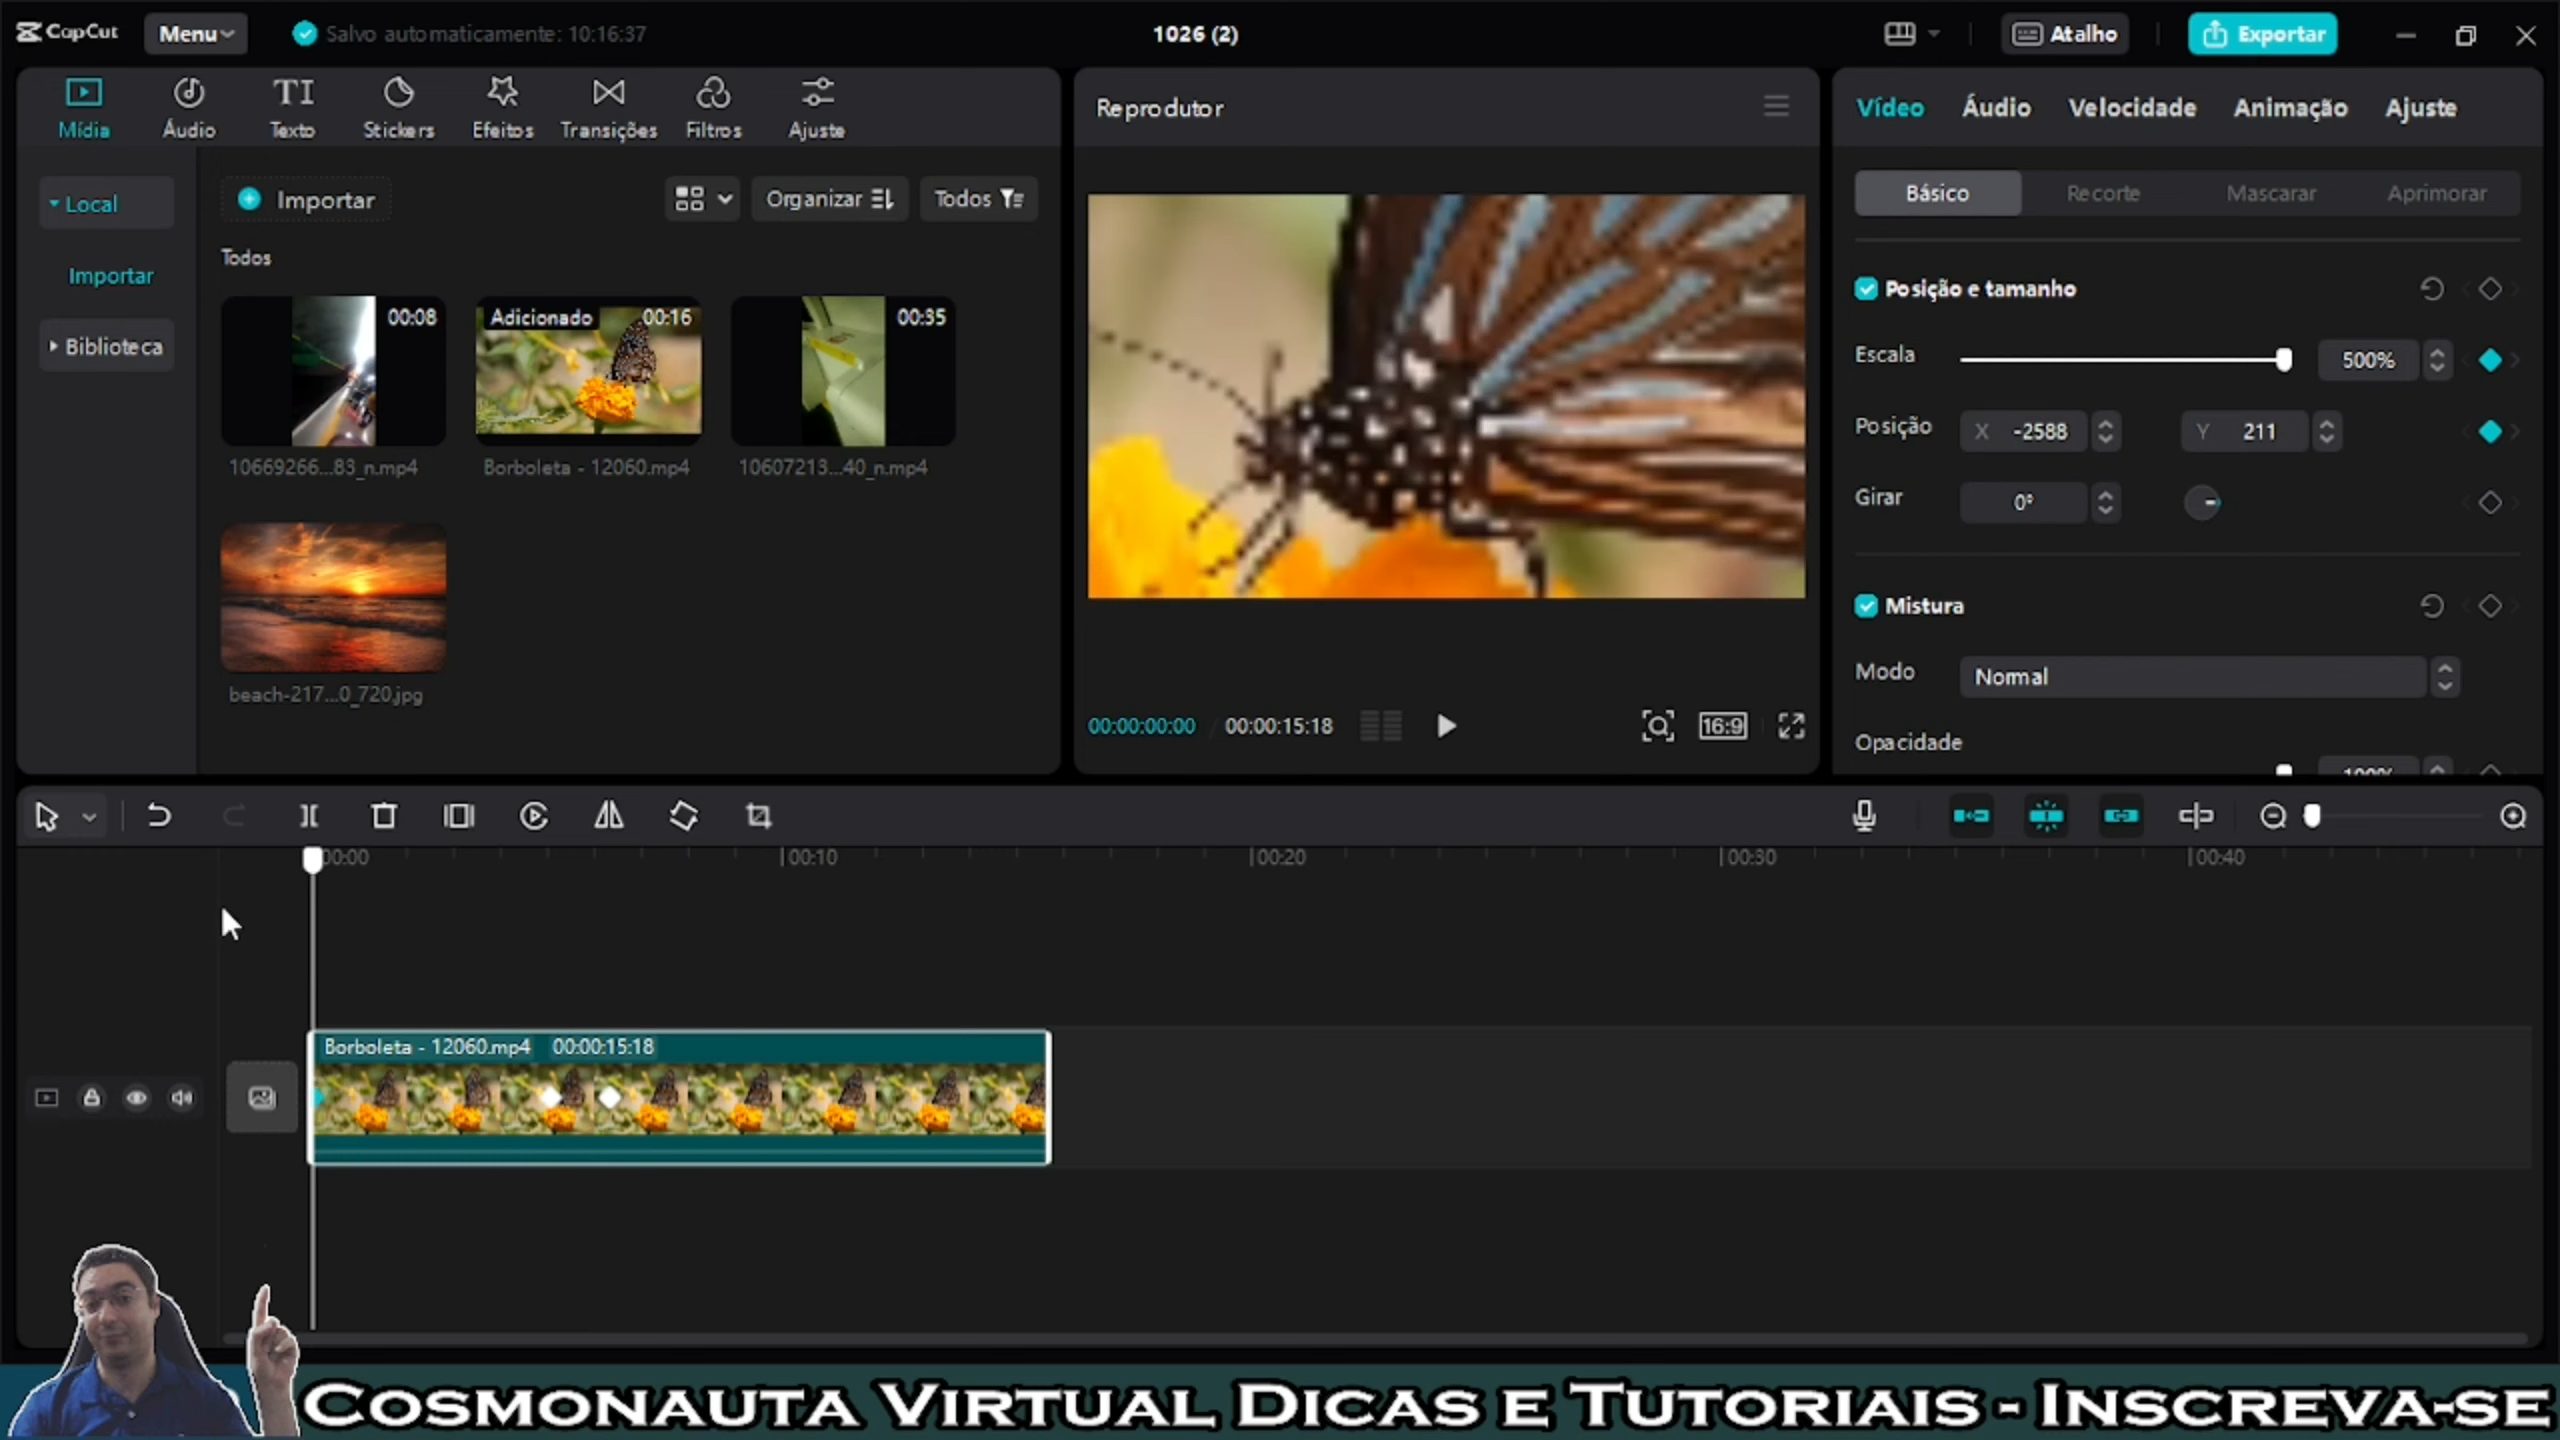 CapCut
Menu
Salvo automaticamente: 10:16:37
1026 (2)
Atalho
Exportar
Mídia
Áudio
Texto
Stickers
Efeitos
Transições
Filtros
Ajuste
Local
Importar
Biblioteca
Importar
Organizar
Todos
Todos
00:08
10669266...83_n.mp4
Adicionado
00:16
Borboleta - 12060.mp4
00:35
10607213...40_n.mp4
beach-217...0_720.jpg
Reprodutor
00:00:00:00 / 00:00:15:18
16:9
Vídeo
Áudio
Velocidade
Animação
Ajuste
Básico
Recorte
Mascarar
Aprimorar
Posição e tamanho
Escala
500%
Posição
X -2588
Y 211
Girar
0°
Mistura
Modo
Normal
Opacidade
100%
00:00
00:10
00:20
00:30
00:40
Borboleta - 12060.mp4 00:00:15:18
Cosmonauta Virtual Dicas e Tutoriais - Inscreva-se